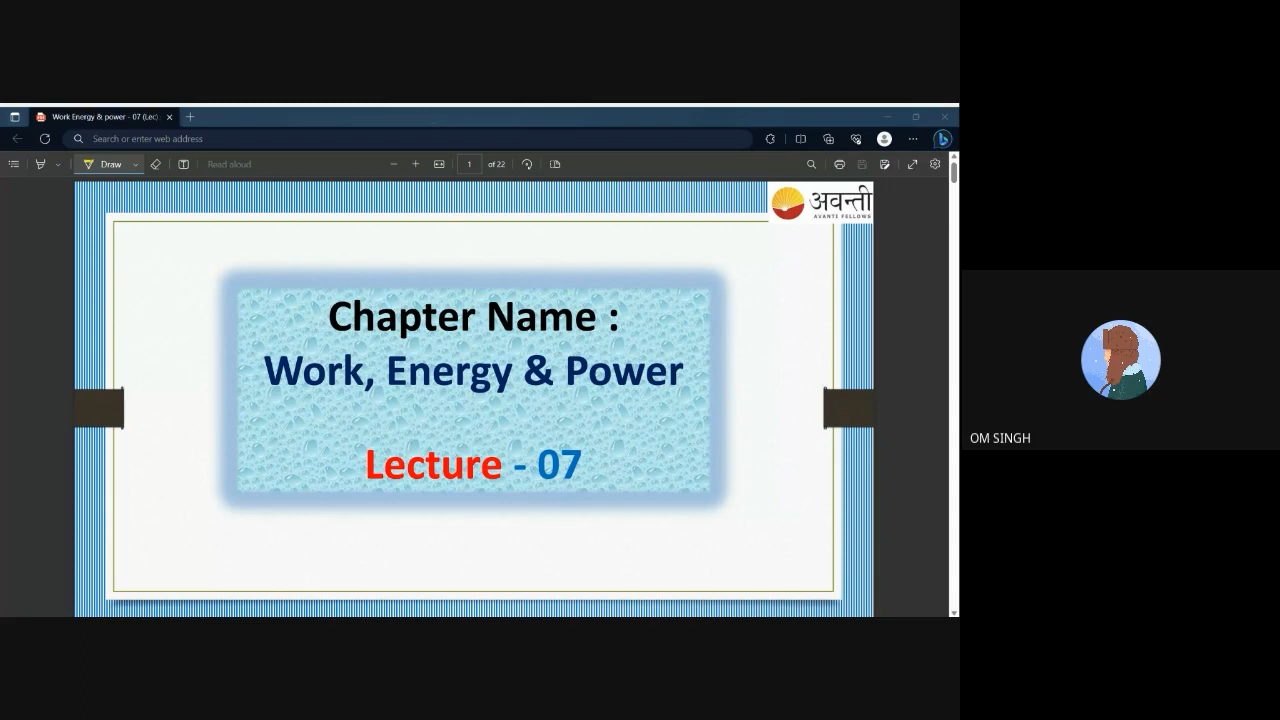 Work Energy & power - 07 (Lec)
Search or enter web address
Draw
Read aloud
1
of 22
अवन्ती
AVANTI FELLOWS
Chapter Name :
Work, Energy & Power
Lecture - 07
OM SINGH